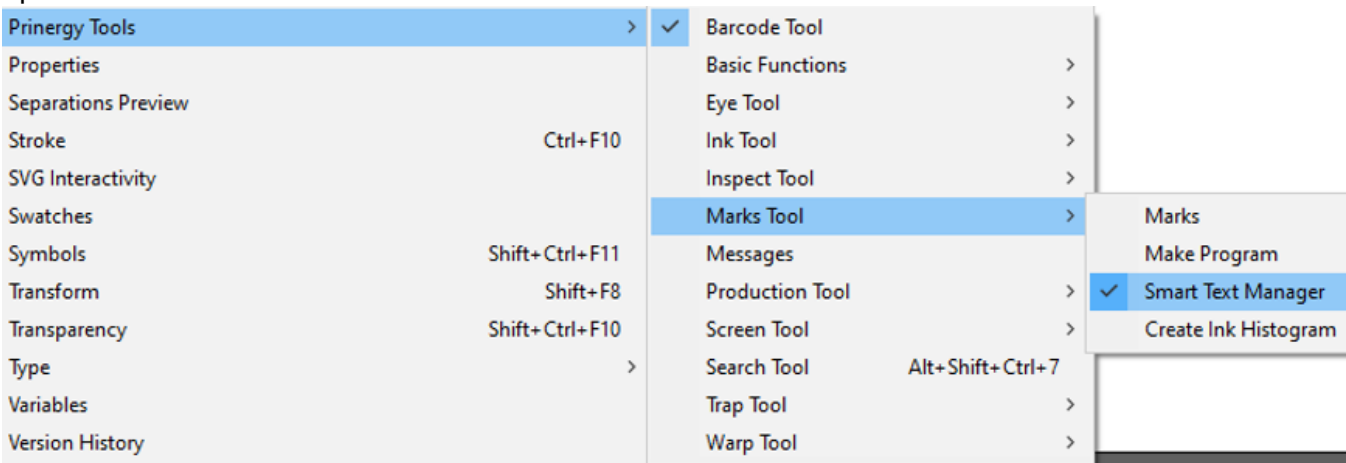 Prinergy Tools
Properties
Separations Preview
Stroke Ctrl+F10
SVG Interactivity
Swatches
Symbols Shift+Ctrl+F11
Transform Shift+F8
Transparency Shift+Ctrl+F10
Type
Variables
Version History
Barcode Tool
Basic Functions
Eye Tool
Ink Tool
Inspect Tool
Marks Tool
Messages
Production Tool
Screen Tool
Search Tool Alt+Shift+Ctrl+7
Trap Tool
Warp Tool
Marks
Make Program
Smart Text Manager
Create Ink Histogram